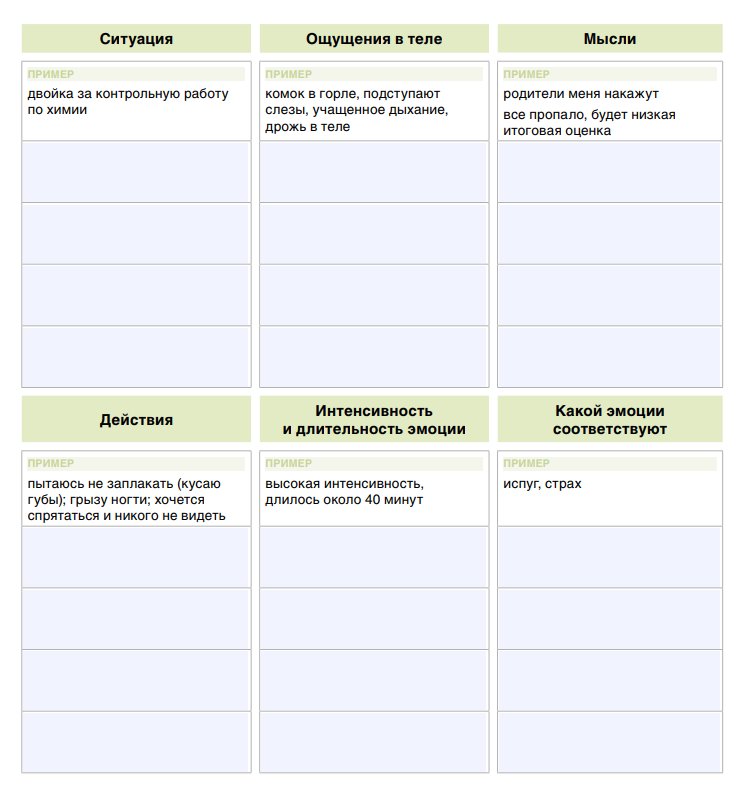 Ситуация
Ощущения в теле
Мысли
ПРИМЕР
двойка за контрольную работу
по химии
ПРИМЕР
комок в горле, подступают
слезы, учащенное дыхание,
дрожь в теле
ПРИМЕР
родители меня накажут
все пропало, будет низкая
итоговая оценка
Действия
Интенсивность
и длительность эмоции
Какой эмоции
соответствуют
ПРИМЕР
пытаюсь не заплакать (кусаю
губы); грызу ногти; хочется
спрятаться и никого не видеть
ПРИМЕР
высокая интенсивность,
длилось около 40 минут
ПРИМЕР
испуг, страх